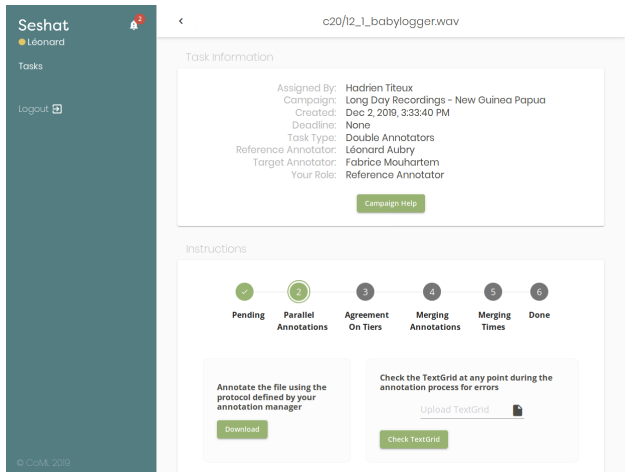 Seshat
2
Léonard
Tasks
Logout
© CoML 2019
c20/12_1_babylogger.wav
Task Information
Assigned By: Hadrien Titeux
Campaign: Long Day Recordings - New Guinea Papua
Created: Dec 2, 2019, 3:33:40 PM
Deadline: None
Task Type: Double Annotators
Reference Annotator: Léonard Aubry
Target Annotator: Fabrice Mouhartem
Your Role: Reference Annotator
Campaign Help
Instructions
2 3 4 5 6
Pending Parallel Agreement Merging Merging Done
Annotations On Tiers Annotations Times
Annotate the file using the
protocol defined by your
annotation manager
Download
Check the TextGrid at any point during the
annotation process for errors
Upload TextGrid
Check TextGrid